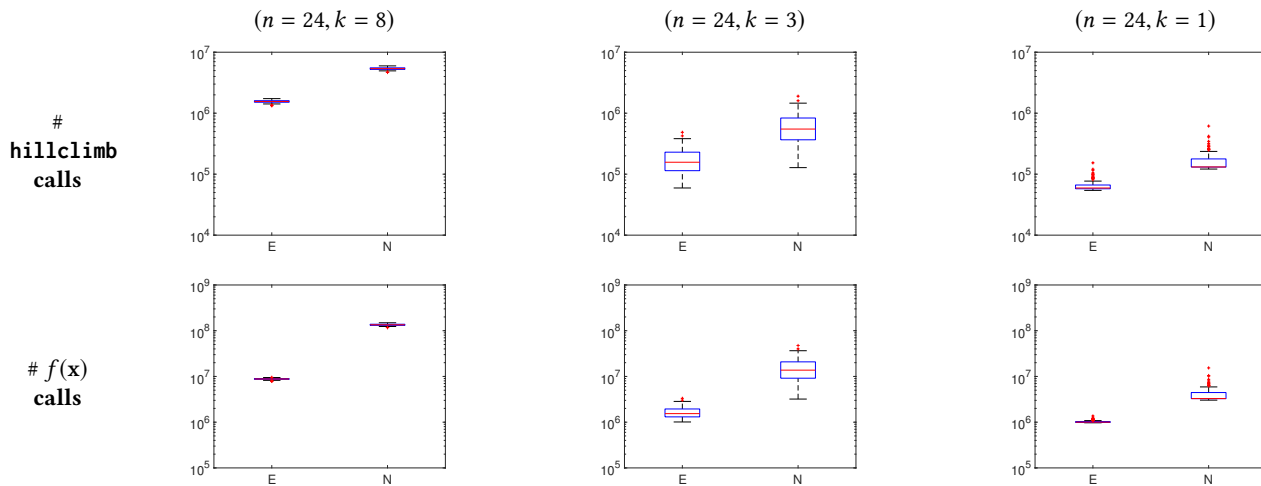 (n = 24, k = 8) (n = 24, k = 3) (n = 24, k = 1)
10^7 10^7 10^7
10^6 10^6 10^6
#
hillclimb
calls
10^5 10^5 10^5
10^4 10^4 10^4
E N E N E N
10^9 10^9 10^9
10^8 10^8 10^8
# f(x)
calls
10^7 10^7 10^7
10^6 10^6 10^6
10^5 10^5 10^5
E N E N E N